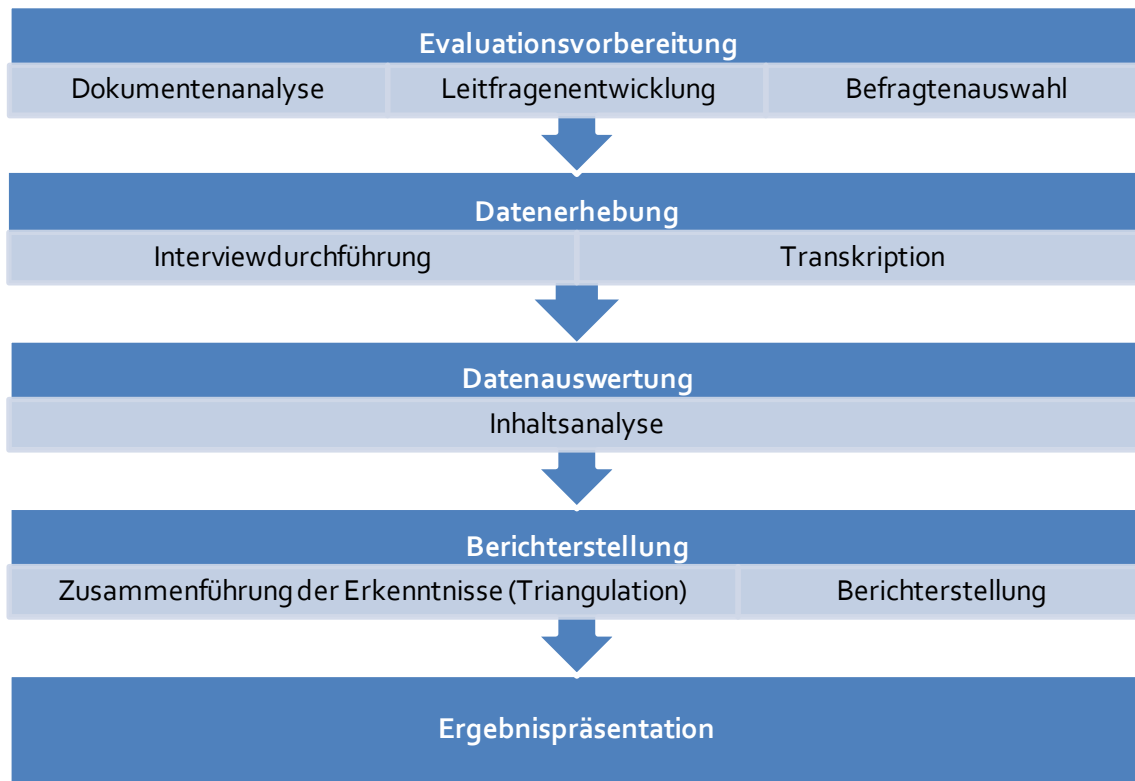 Evaluationsvorbereitung
Dokumentenanalyse
Leitfragenentwicklung
Befragtenauswahl
Datenerhebung
Interviewdurchführung
Transkription
Datenauswertung
Inhaltsanalyse
Berichterstellung
Zusammenführung der Erkenntnisse (Triangulation)
Berichterstellung
Ergebnispräsentation